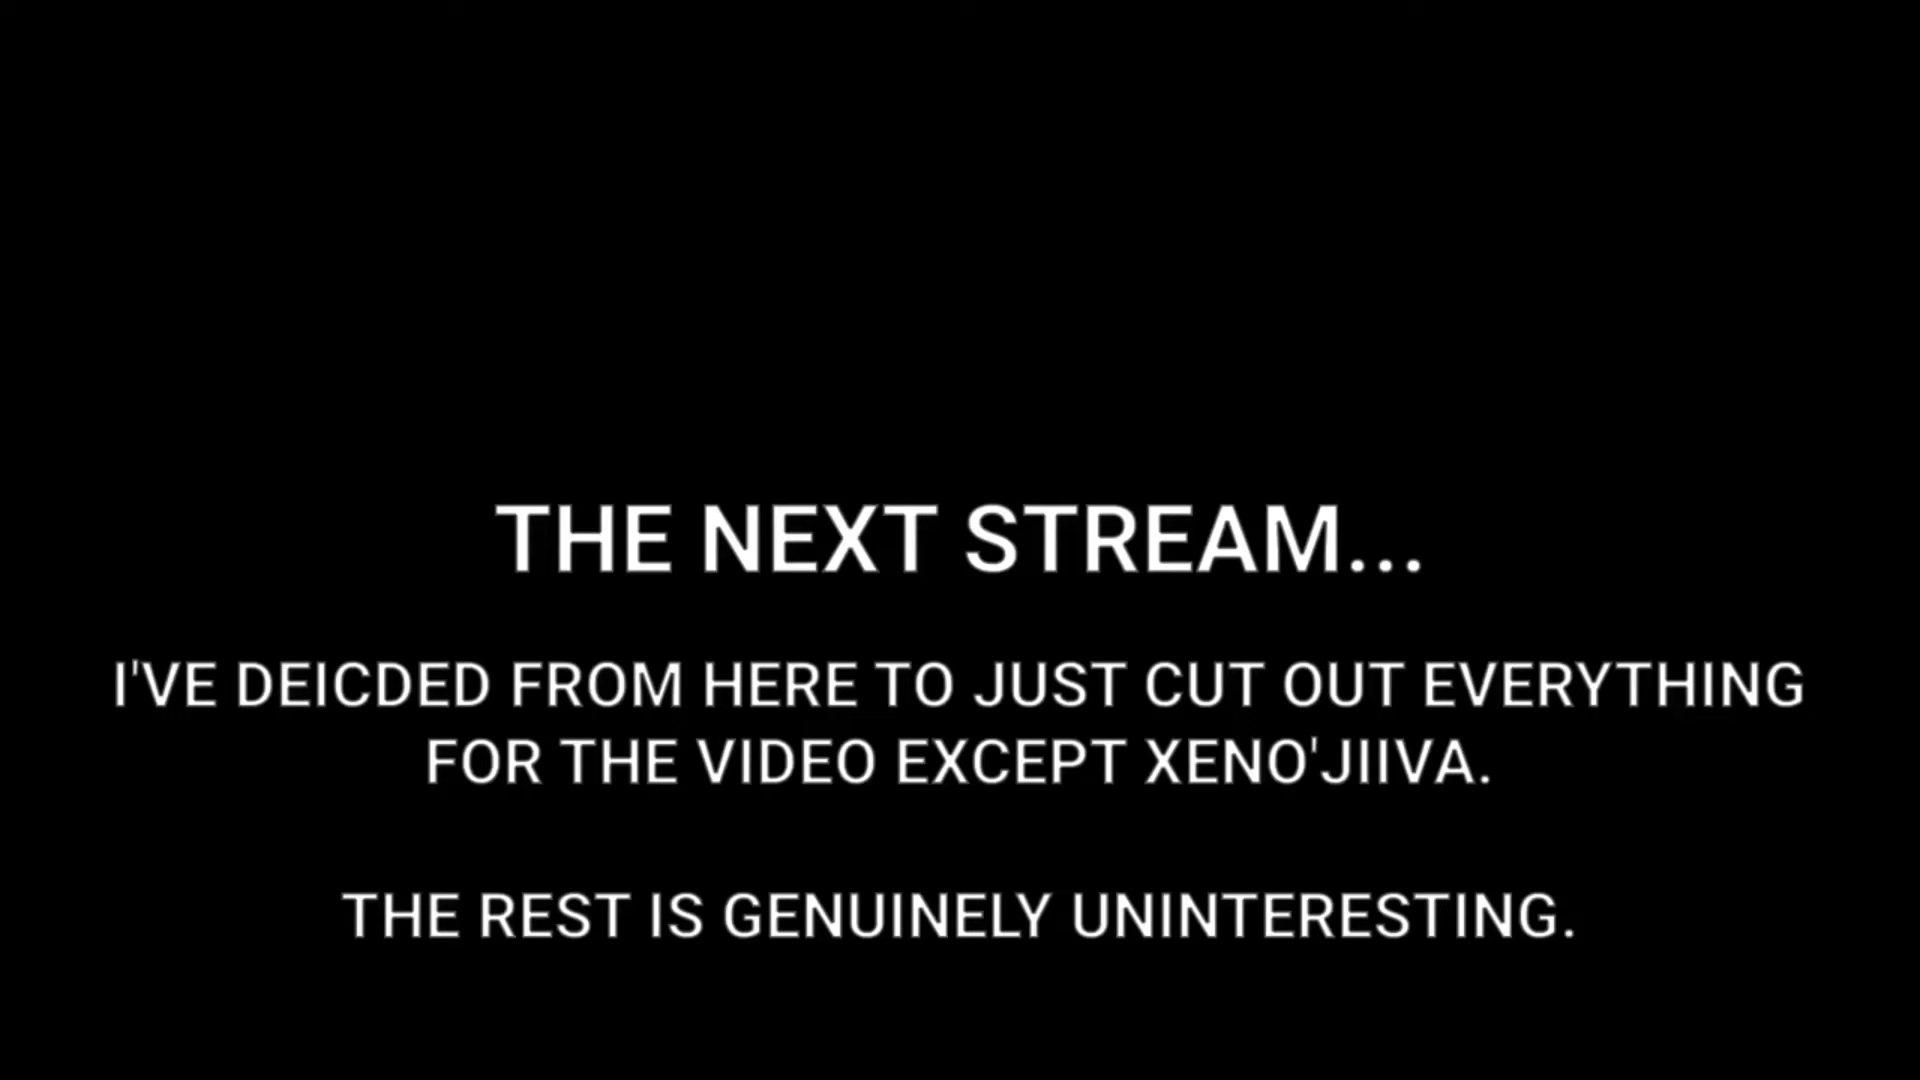 THE NEXT STREAM...
I'VE DEICDED FROM HERE TO JUST CUT OUT EVERYTHING
FOR THE VIDEO EXCEPT XENO'JIIVA.
THE REST IS GENUINELY UNINTERESTING.